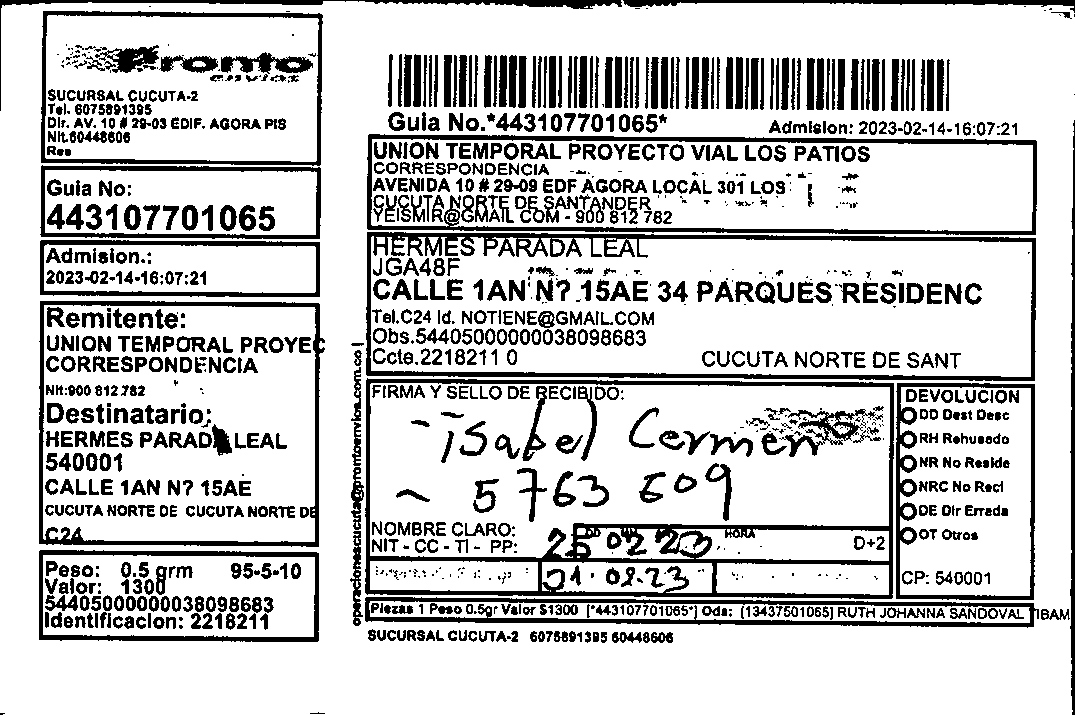 Pronto
envios
SUCURSAL CUCUTA-2
Tel. 6075891395
Dir. AV. 10 # 29-03 EDIF. AGORA PIS
Nit.60448606
Res
Guia No:
443107701065
Admision.:
2023-02-14-16:07:21
Remitente:
UNION TEMPORAL PROYEC
CORRESPONDENCIA
Nit:900 812 782
Destinatario:
HERMES PARADA LEAL
540001
CALLE 1AN N? 15AE
CUCUTA NORTE DE CUCUTA NORTE DE
C24
Peso: 0.5 grm 95-5-10
Valor: 1300
54405000000038098683
Identificacion: 2218211
operacionescucuta@prontoenvios.com.co
Guia No.*443107701065*
Admision: 2023-02-14-16:07:21
UNION TEMPORAL PROYECTO VIAL LOS PATIOS
CORRESPONDENCIA
AVENIDA 10 # 29-09 EDF AGORA LOCAL 301 LOS
CUCUTA NORTE DE SANTANDER
YEISMIR@GMAIL COM - 900 812 782
HERMES PARADA LEAL
JGA48F
CALLE 1AN N? 15AE 34 PARQUES RESIDENC
Tel.C24 Id. NOTIENE@GMAIL.COM
Obs.54405000000038098683
Ccte.2218211 0 CUCUTA NORTE DE SANT
FIRMA Y SELLO DE RECIBIDO:
isabel Cermeno
5763609
NOMBRE CLARO:
NIT - CC - TI - PP:
DD MM HORA
25 02 23
D+2
01.02.23
DEVOLUCION
DD Dest Desc
RH Rehusado
NR No Reside
NRC No Recl
DE Dir Errada
OT Otros
CP: 540001
Piezas 1 Peso 0.5gr Valor $1300 [*443107701065*] Ods: [13437501065] RUTH JOHANNA SANDOVAL TIBAM
SUCURSAL CUCUTA-2 6075891395 60448606